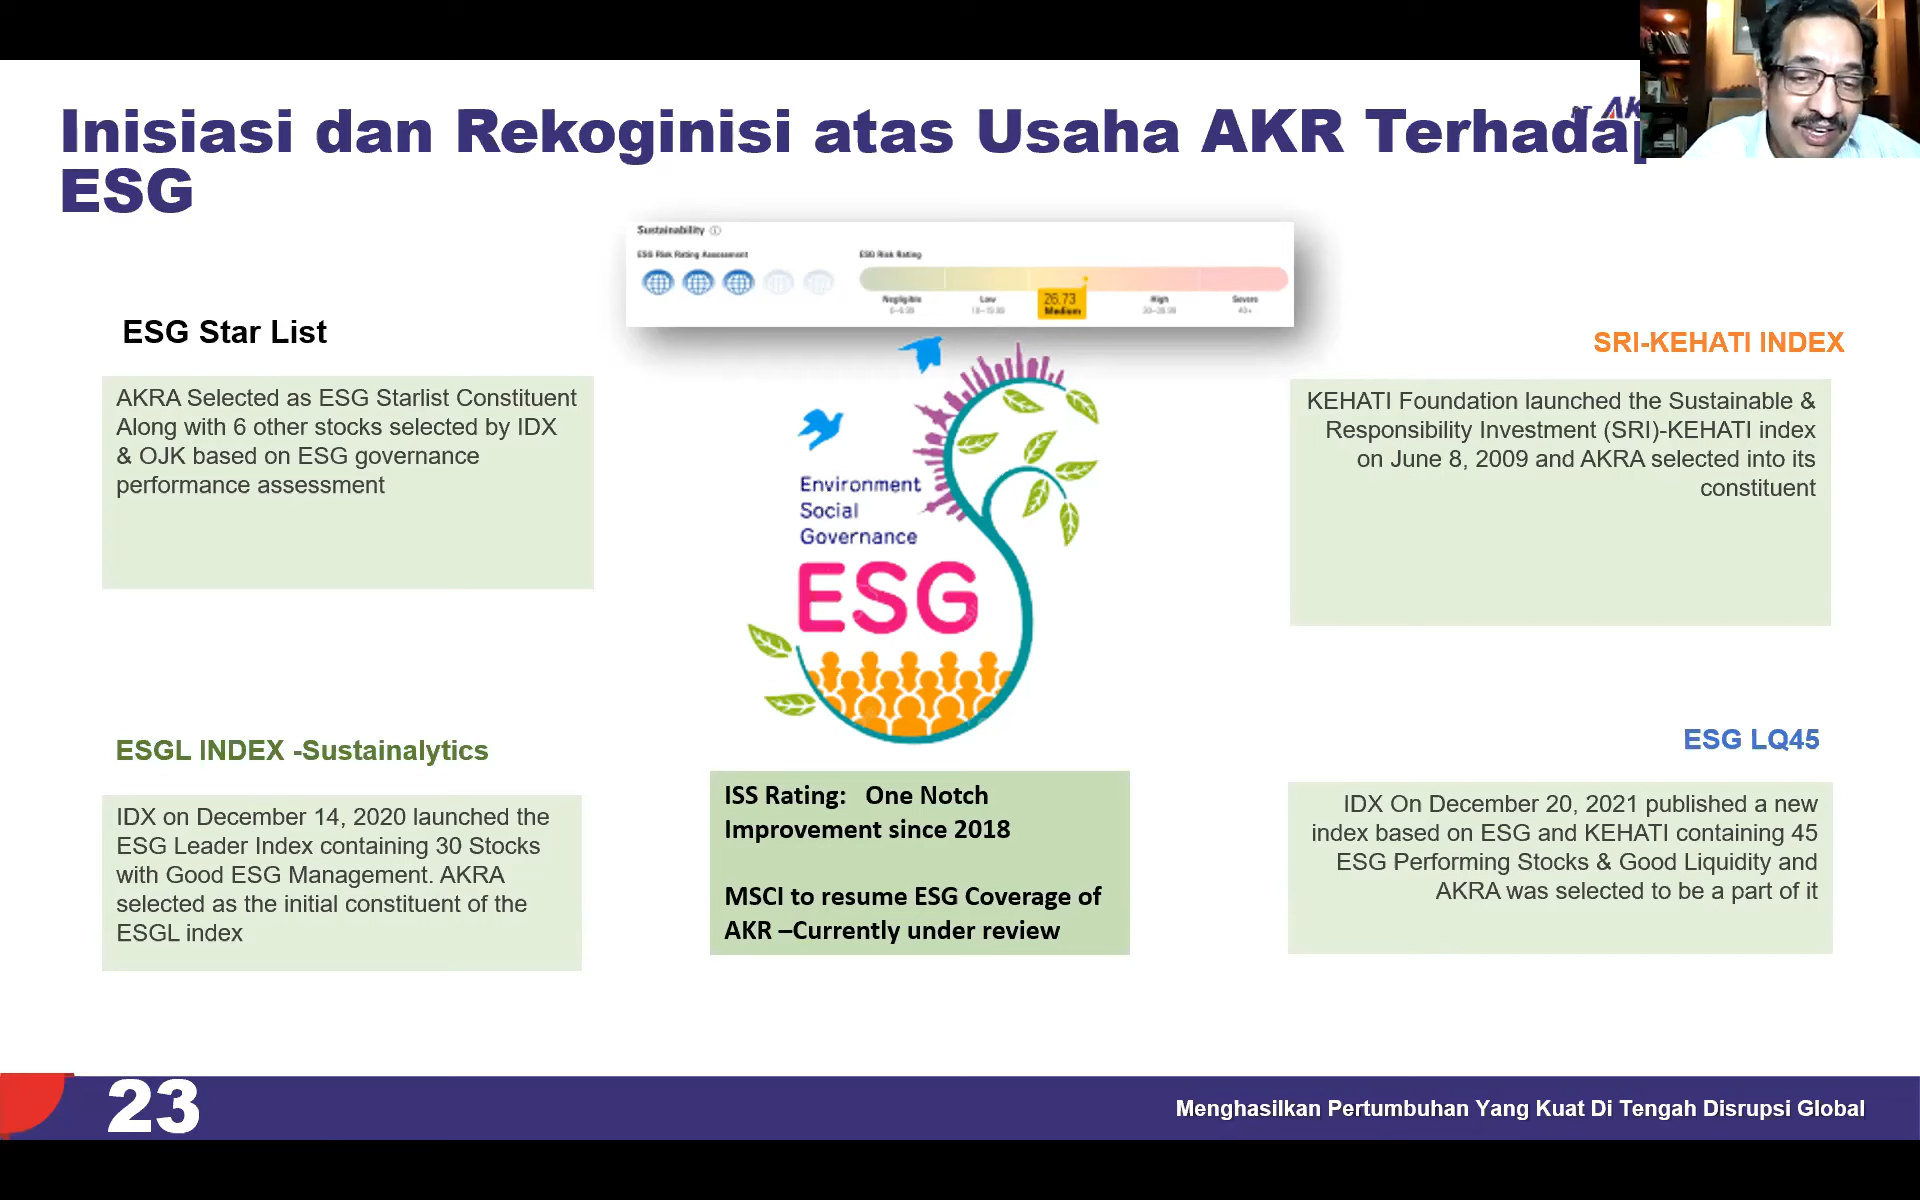 Inisiasi dan Rekoginisi atas Usaha AKR Terhadap
ESG
PT AK
Sustainability
ESG Risk Rating Assessment
ESG Risk Rating
Negligible
Low
26.73
Medium
High
Severe
40+
ESG Star List
AKRA Selected as ESG Starlist Constituent
Along with 6 other stocks selected by IDX
& OJK based on ESG governance
performance assessment
SRI-KEHATI INDEX
KEHATI Foundation launched the Sustainable &
Responsibility Investment (SRI)-KEHATI index
on June 8, 2009 and AKRA selected into its
constituent
Environment
Social
Governance
ESG
ESGL INDEX -Sustainalytics
IDX on December 14, 2020 launched the
ESG Leader Index containing 30 Stocks
with Good ESG Management. AKRA
selected as the initial constituent of the
ESGL index
ISS Rating: One Notch
Improvement since 2018
MSCI to resume ESG Coverage of
AKR –Currently under review
ESG LQ45
IDX On December 20, 2021 published a new
index based on ESG and KEHATI containing 45
ESG Performing Stocks & Good Liquidity and
AKRA was selected to be a part of it
23
Menghasilkan Pertumbuhan Yang Kuat Di Tengah Disrupsi Global